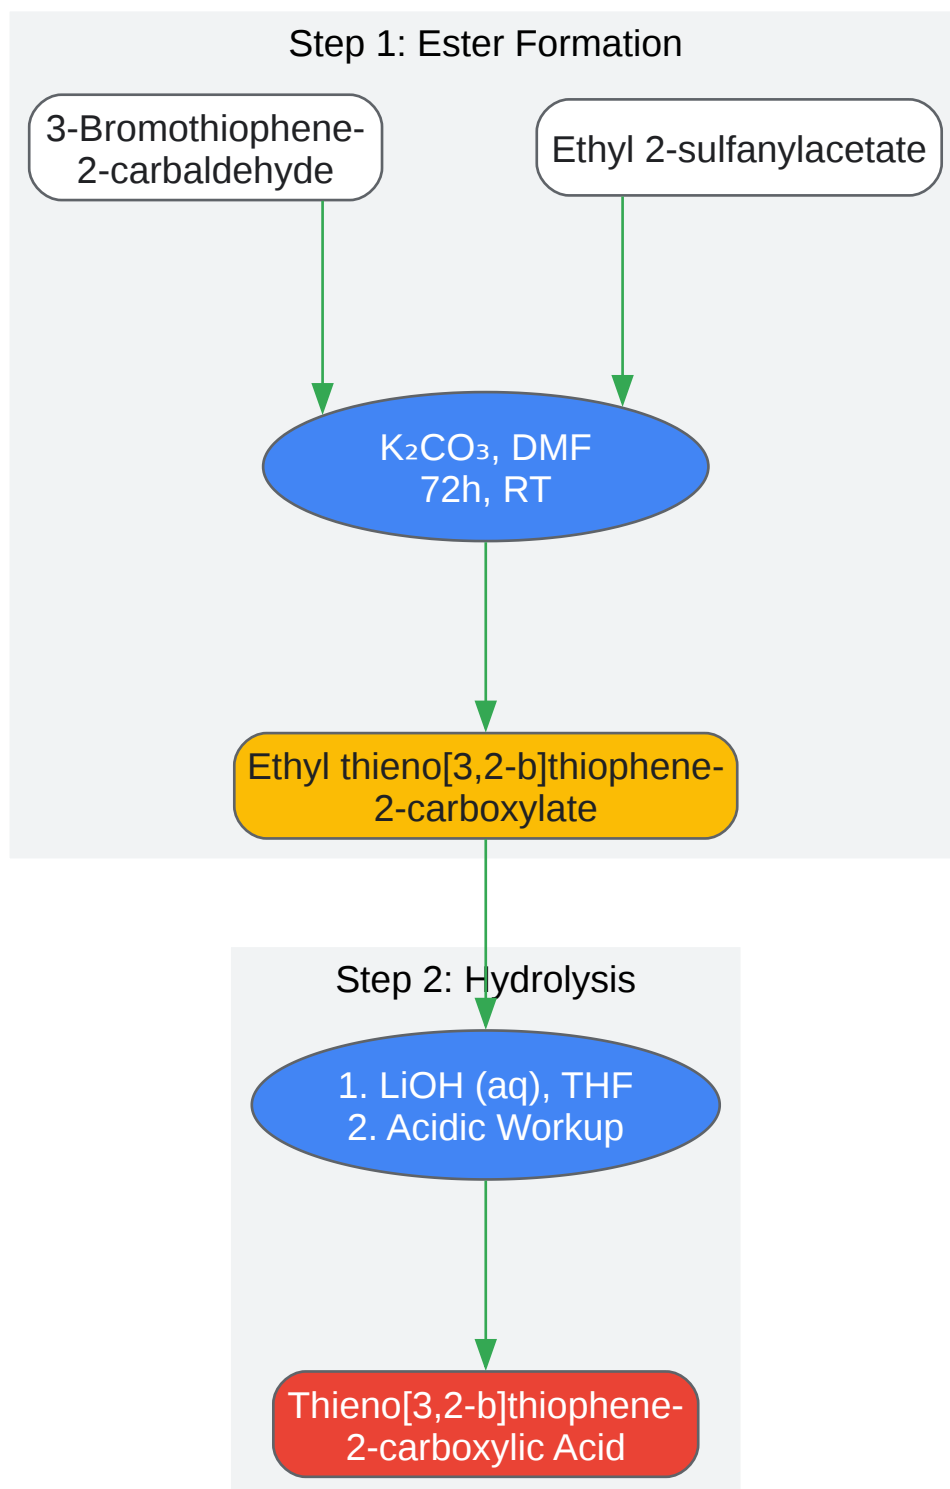 Step 1: Ester Formation
3-Bromothiophene-
2-carbaldehyde
Ethyl 2-sulfanylacetate
K₂CO₃, DMF
72h, RT
Ethyl thieno[3,2-b]thiophene-
2-carboxylate
Step 2: Hydrolysis
1. LiOH (aq), THF
2. Acidic Workup
Thieno[3,2-b]thiophene-
2-carboxylic Acid